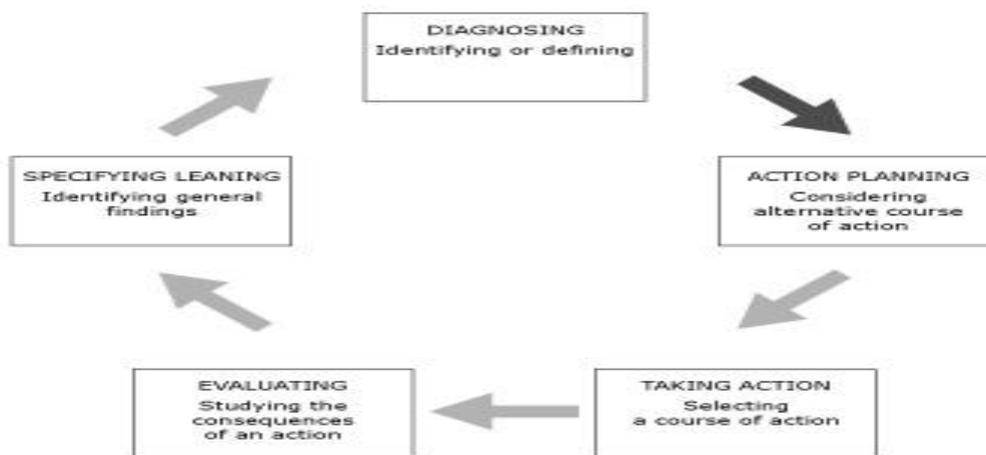 DIAGNOSING
Identifying or defining
SPECIFYING LEANING
Identifying general
findings
ACTION PLANNING
Considering
alternative course
of action
EVALUATING
Studying the
consequences
of an action
TAKING ACTION
Selecting
a course of action